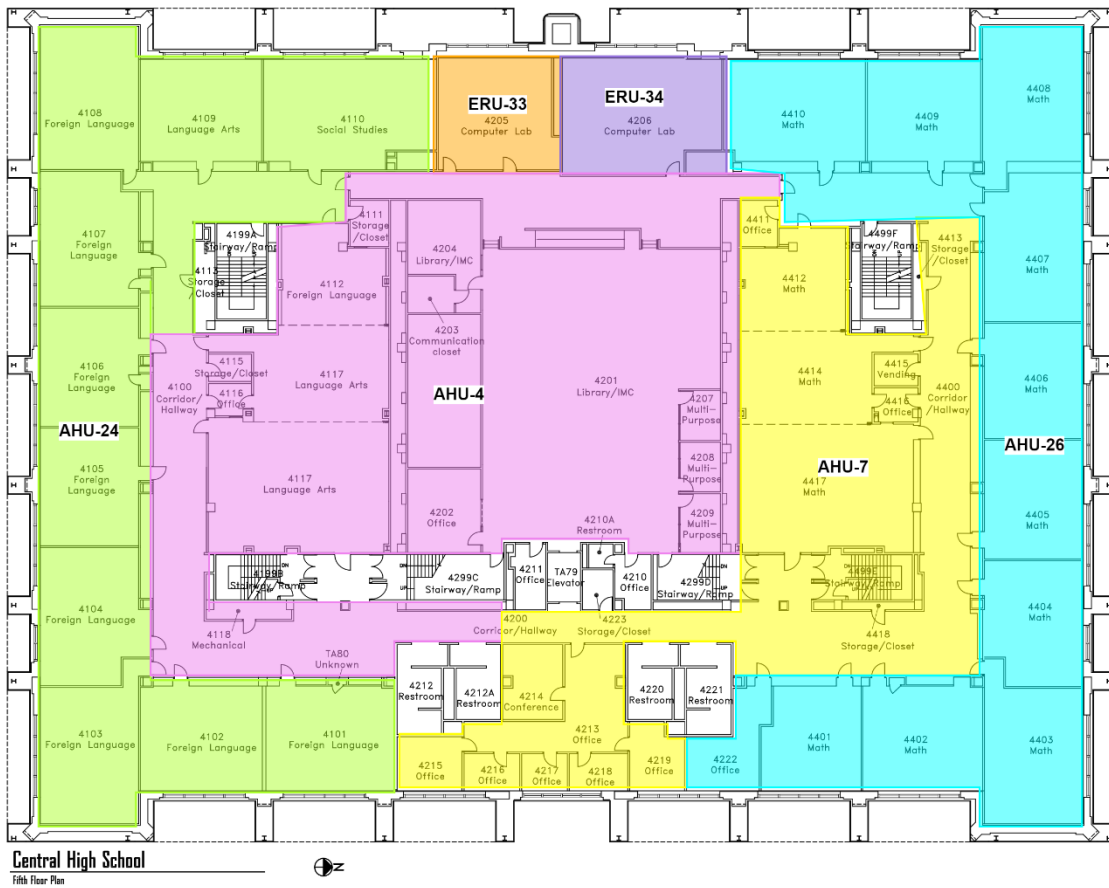 4108
Foreign Language
4109
Language Arts
4110
Social Studies
ERU-33
4205
Computer Lab
ERU-34
4206
Computer Lab
4410
Math
4409
Math
4408
Math
4107
Foreign
Language
4199A
Stairway/Ramp
4113
Storage
/Closet
4111
Storage
/Closet
4112
Foreign Language
4204
Library/IMC
4203
Communication
closet
4411
Office
4412
Math
4499F
Stairway/Ramp
4413
Storage
/Closet
4407
Math
4106
Foreign
Language
4100
Corridor/
Hallway
4115
Storage/Closet
4116
Office
4117
Language Arts
AHU-4
4201
Library/IMC
4207
Multi-
Purpose
4414
Math
4415
Vending
4416
Office
4400
Corridor/
Hallway
4406
Math
AHU-24
AHU-7
AHU-26
4105
Foreign
Language
4117
Language Arts
4202
Office
4208
Multi-
Purpose
4209
Multi-
Purpose
4417
Math
4405
Math
4210A
Restroom
4199B
Stairway/Ramp
DN
UP
4299C
Stairway/Ramp
DN
UP
4211
Office
TA79
Elevator
4210
Office
4299D
Stairway/Ramp
DN
UP
4499E
Stairway/Ramp
DN
UP
4104
Foreign Language
4118
Mechanical
4200
Corridor/Hallway
4223
Storage/Closet
4418
Storage/Closet
4404
Math
TA80
Unknown
4212
Restroom
4212A
Restroom
4214
Conference
4220
Restroom
4221
Restroom
4103
Foreign Language
4102
Foreign Language
4101
Foreign Language
4213
Office
4215
Office
4216
Office
4217
Office
4218
Office
4219
Office
4222
Office
4401
Math
4402
Math
4403
Math
Central High School
Fifth Floor Plan
N